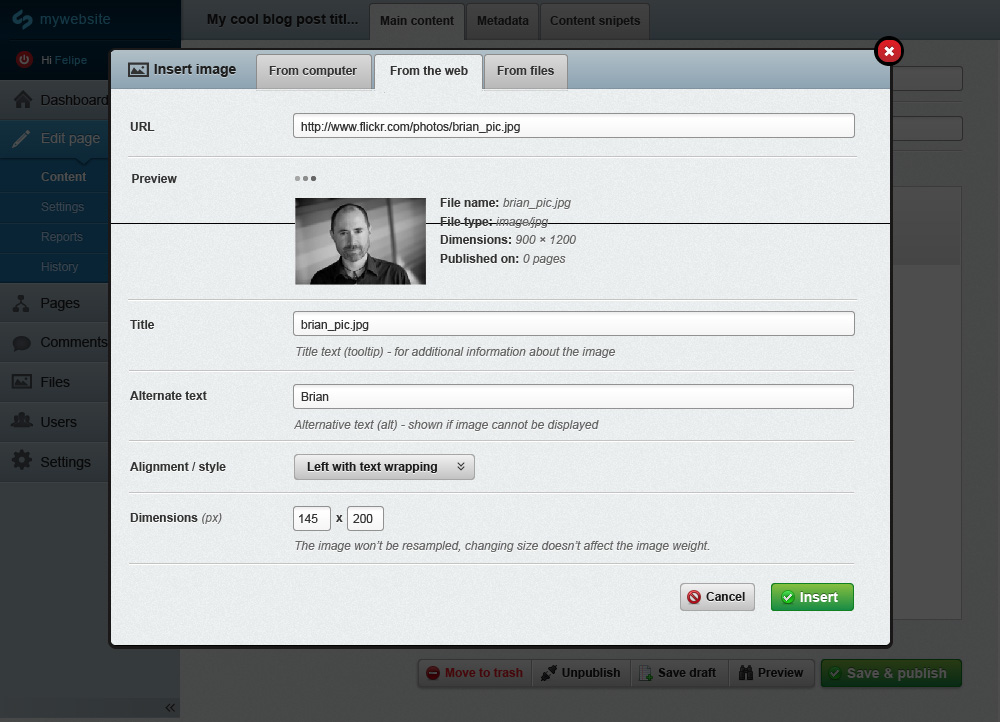 mywebsite
My cool blog post titl...
Main content
Metadata
Content snipets
Hi Felipe
Dashboard
Edit page
Content
Settings
Reports
History
Pages
Comments
Files
Users
Settings
«
Insert image
From computer
From the web
From files
URL
http://www.flickr.com/photos/brian_pic.jpg
Preview
File name: brian_pic.jpg
File type: image/jpg
Dimensions: 900 × 1200
Published on: 0 pages
Title
brian_pic.jpg
Title text (tooltip) - for additional information about the image
Alternate text
Brian
Alternative text (alt) - shown if image cannot be displayed
Alignment / style
Left with text wrapping
Dimensions (px)
145 x 200
The image won't be resampled, changing size doesn't affect the image weight.
Cancel
Insert
Move to trash
Unpublish
Save draft
Preview
Save & publish